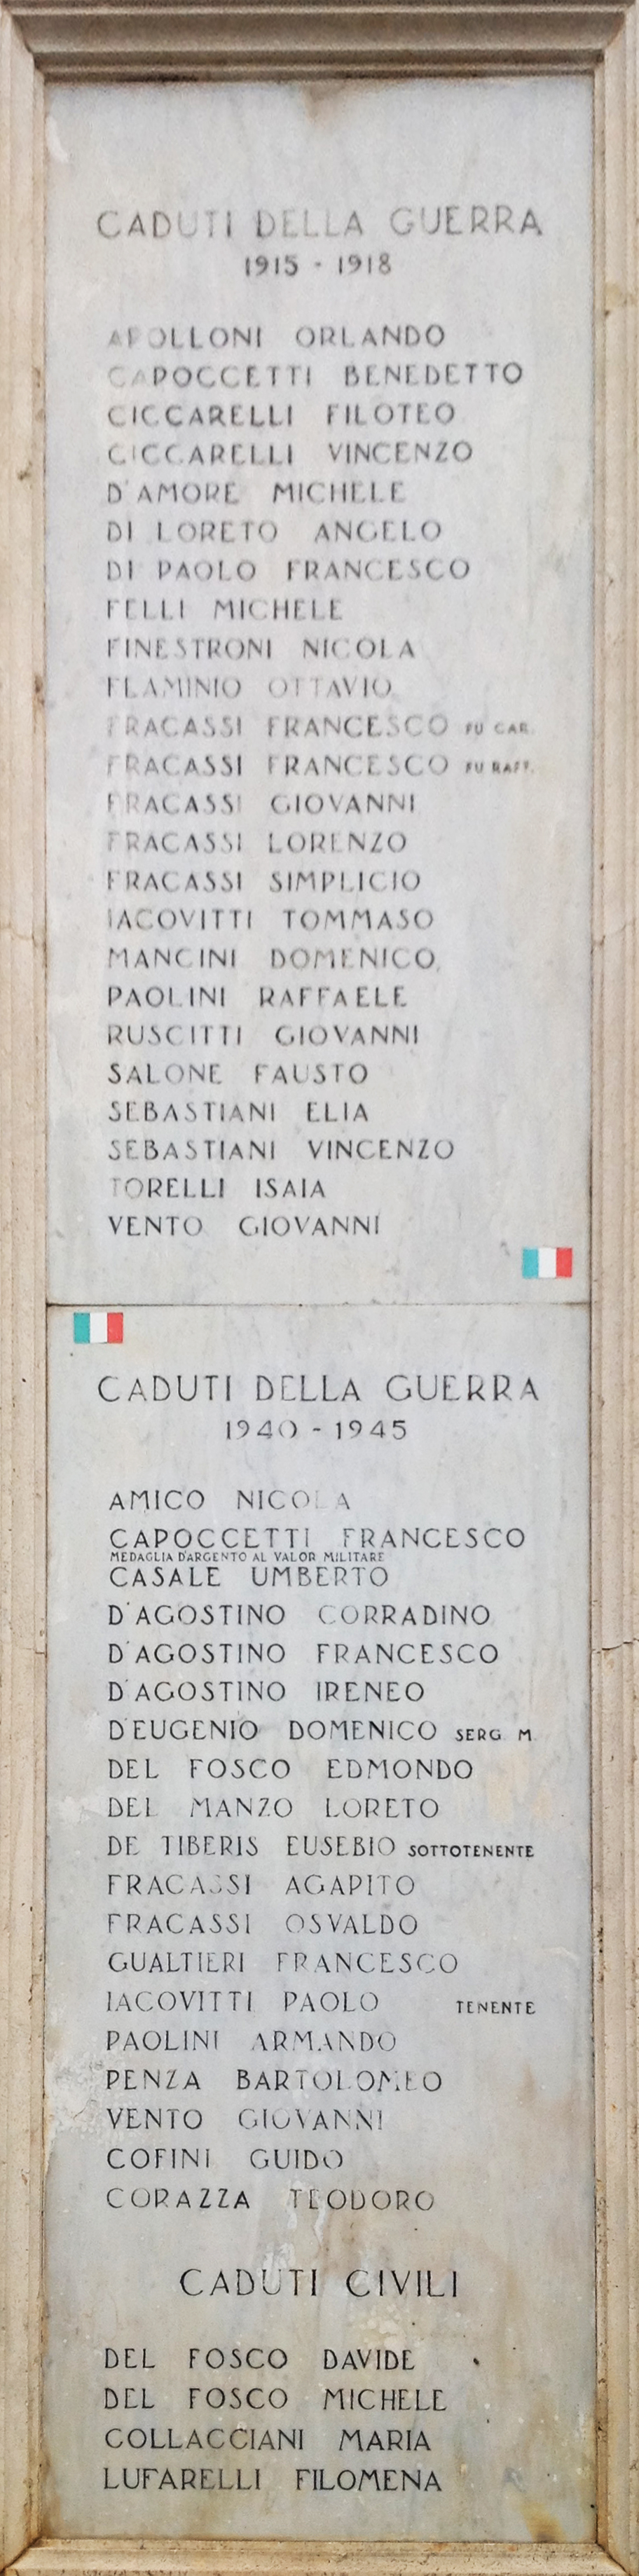 CADUTI DELLA GUERRA
1915 - 1918
APOLLONI ORLANDO
CAPOCCETTI BENEDETTO
CICCARELLI FILOTEO
CICCARELLI VINCENZO
D'AMORE MICHELE
DI LORETO ANGELO
DI PAOLO FRANCESCO
FELLI MICHELE
FINESTRONI NICOLA
FLAMINIO OTTAVIO
FRACASSI FRANCESCO FU CAR.
FRACASSI FRANCESCO FU RAFF.
FRACASSI GIOVANNI
FRACASSI LORENZO
FRACASSI SIMPLICIO
IACOVITTI TOMMASO
MANCINI DOMENICO
PAOLINI RAFFAELE
RUSCITTI GIOVANNI
SALONE FAUSTO
SEBASTIANI ELIA
SEBASTIANI VINCENZO
TORELLI ISAIA
VENTO GIOVANNI
CADUTI DELLA GUERRA
1940 - 1945
AMICO NICOLA
CAPOCCETTI FRANCESCO
MEDAGLIA D'ARGENTO AL VALOR MILITARE
CASALE UMBERTO
D'AGOSTINO CORRADINO
D'AGOSTINO FRANCESCO
D'AGOSTINO IRENEO
D'EUGENIO DOMENICO SERG. M.
DEL FOSCO EDMONDO
DEL MANZO LORETO
DE TIBERIS EUSEBIO SOTTOTENENTE
FRACASSI AGAPITO
FRACASSI OSVALDO
GUALTIERI FRANCESCO
IACOVITTI PAOLO TENENTE
PAOLINI ARMANDO
PENZA BARTOLOMEO
VENTO GIOVANNI
COFINI GUIDO
CORAZZA TEODORO
CADUTI CIVILI
DEL FOSCO DAVIDE
DEL FOSCO MICHELE
COLLACCIANI MARIA
LUFARELLI FILOMENA